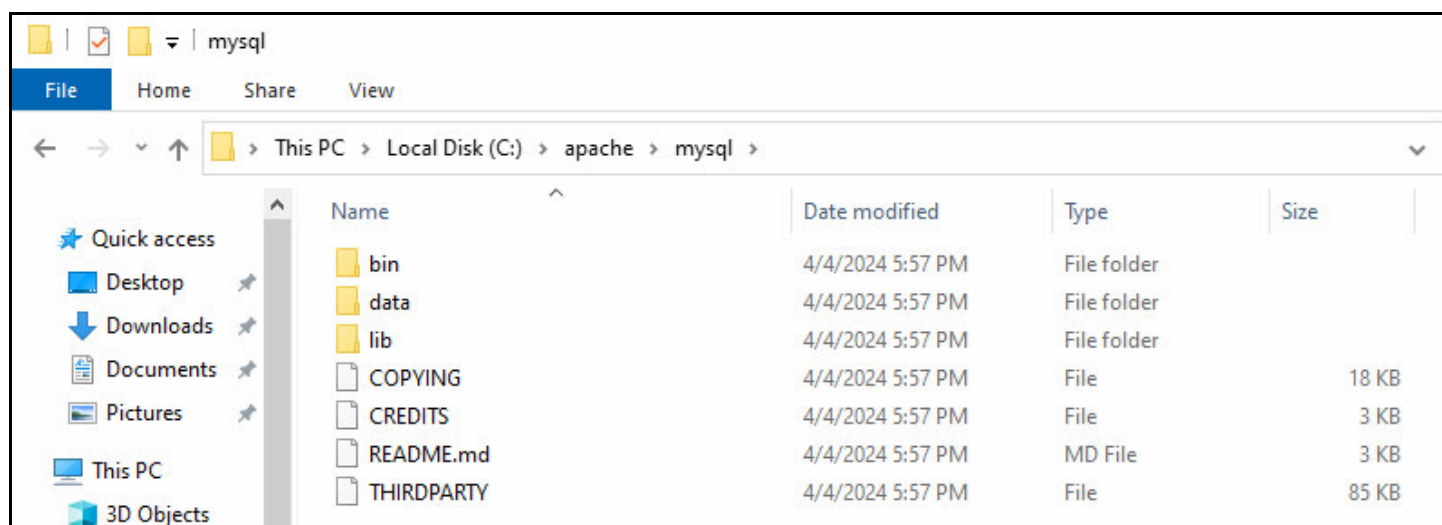 mysql
File Home Share View
This PC > Local Disk (C:) > apache > mysql >
Name Date modified Type Size
Quick access
bin 4/4/2024 5:57 PM File folder
Desktop
data 4/4/2024 5:57 PM File folder
Downloads
lib 4/4/2024 5:57 PM File folder
Documents
COPYING 4/4/2024 5:57 PM File 18 KB
Pictures
CREDITS 4/4/2024 5:57 PM File 3 KB
README.md 4/4/2024 5:57 PM MD File 3 KB
This PC
THIRDPARTY 4/4/2024 5:57 PM File 85 KB
3D Objects